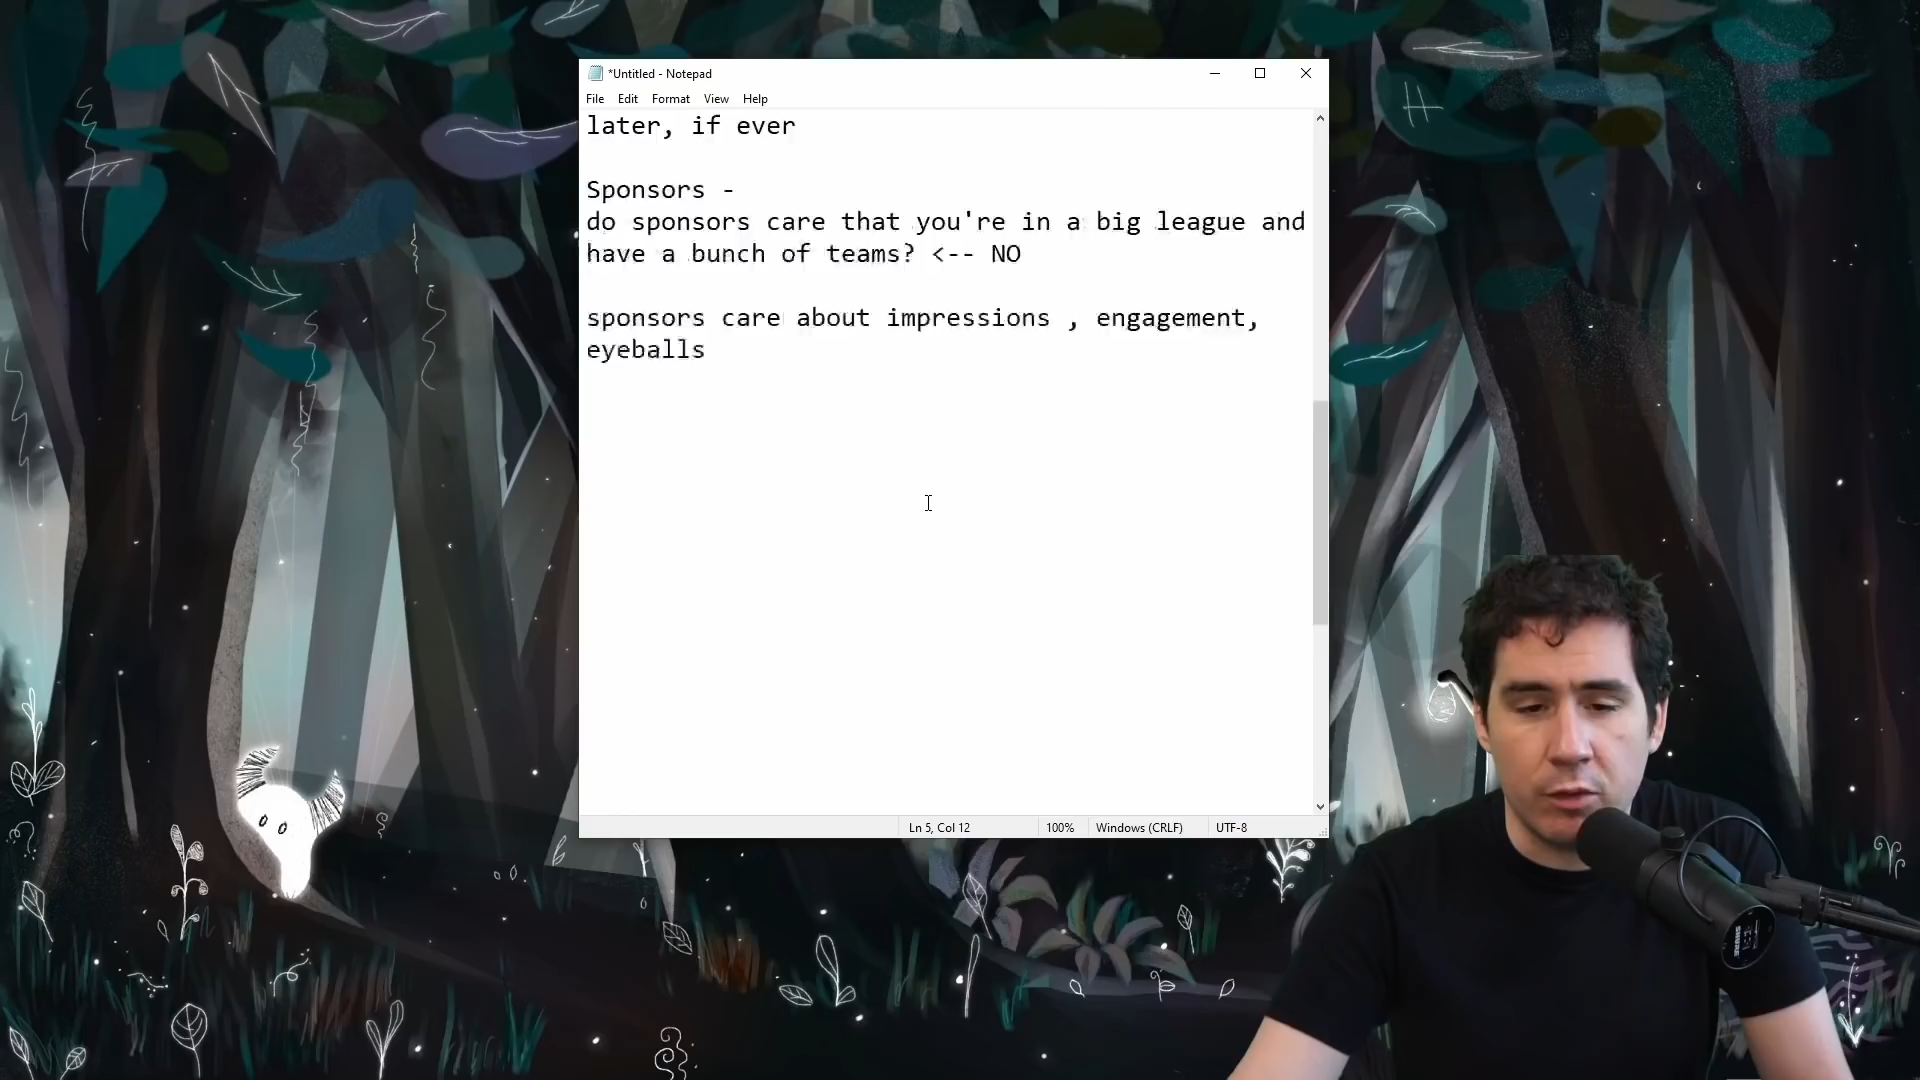 *Untitled - Notepad
File Edit Format View Help
later, if ever
Sponsors -
do sponsors care that you're in a big league and
have a bunch of teams? <-- NO
sponsors care about impressions , engagement,
eyeballs
Ln 5, Col 12 100% Windows (CRLF) UTF-8
SHURE